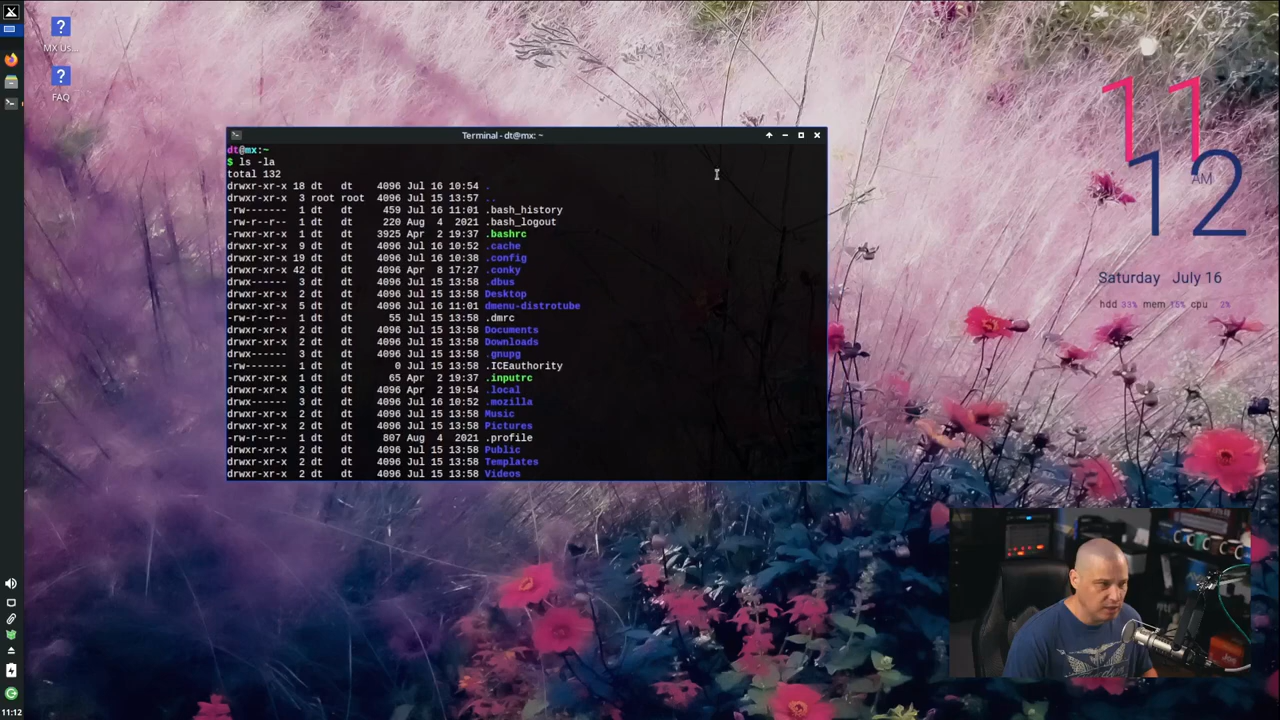 MX Us...
FAQ
Terminal - dt@mx: ~
dt@mx:~
$ ls -la
total 132
drwxr-xr-x 18 dt   dt    4096 Jul 16 10:54 .
drwxr-xr-x  3 root root  4096 Jul 15 13:57 ..
-rw-------  1 dt   dt     459 Jul 16 11:01 .bash_history
-rw-r--r--  1 dt   dt     220 Aug  4  2021 .bash_logout
-rwxr-xr-x  1 dt   dt    3925 Apr  2 19:37 .bashrc
drwxr-xr-x  9 dt   dt    4096 Jul 16 10:52 .cache
drwxr-xr-x 19 dt   dt    4096 Jul 16 10:38 .config
drwxr-xr-x 42 dt   dt    4096 Apr  8 17:27 .conky
drwx------  3 dt   dt    4096 Jul 15 13:58 .dbus
drwxr-xr-x  2 dt   dt    4096 Jul 15 13:58 Desktop
drwxr-xr-x  2 dt   dt    4096 Jul 16 11:01 dmenu-distrotube
-rw-r--r--  1 dt   dt      55 Jul 15 13:58 .dmrc
drwxr-xr-x  2 dt   dt    4096 Jul 15 13:58 Documents
drwxr-xr-x  2 dt   dt    4096 Jul 15 13:58 Downloads
drwx------  3 dt   dt    4096 Jul 15 13:58 .gnupg
-rw-------  1 dt   dt       0 Jul 15 13:58 .ICEauthority
-rwxr-xr-x  1 dt   dt      65 Apr  2 19:37 .inputrc
drwxr-xr-x  3 dt   dt    4096 Apr  2 19:54 .local
drwx------  3 dt   dt    4096 Jul 16 10:52 .mozilla
drwxr-xr-x  2 dt   dt    4096 Jul 15 13:58 Music
drwxr-xr-x  2 dt   dt    4096 Jul 15 13:58 Pictures
-rw-r--r--  1 dt   dt     807 Aug  4  2021 .profile
drwxr-xr-x  2 dt   dt    4096 Jul 15 13:58 Public
drwxr-xr-x  2 dt   dt    4096 Jul 15 13:58 Templates
drwxr-xr-x  2 dt   dt    4096 Jul 15 13:58 Videos
11
12
AM
Saturday July 16
hdd 33% mem 15% cpu 2%
11:12